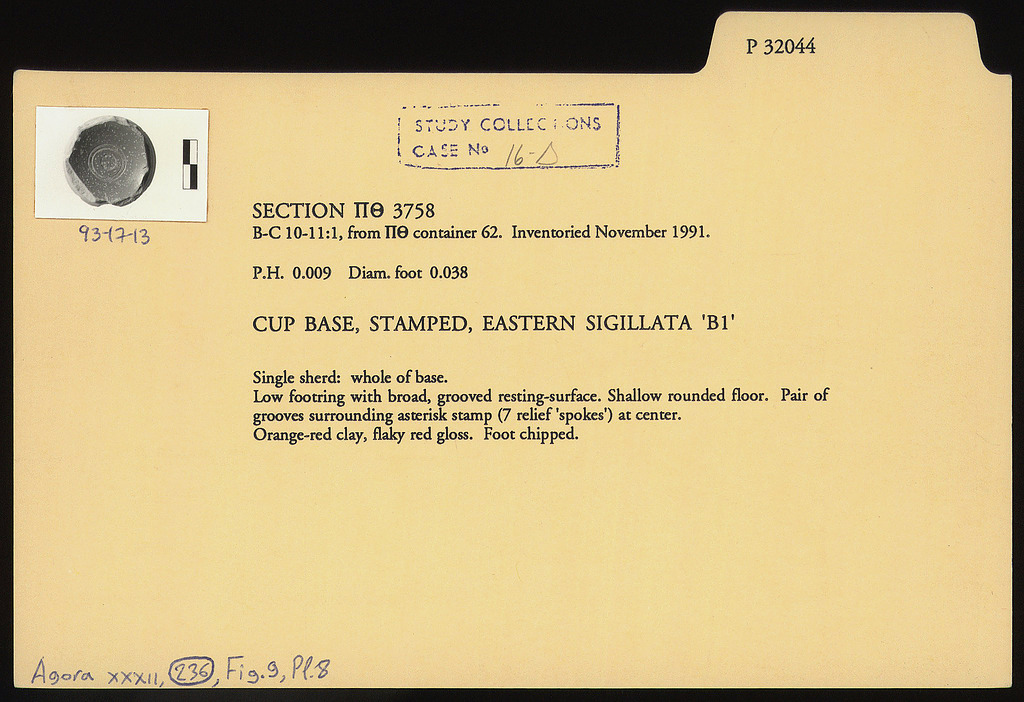 P 32044
STUDY COLLECTIONS
CASE No 16-Δ
93-17-13
SECTION ΠΘ 3758
B-C 10-11:1, from ΠΘ container 62. Inventoried November 1991.
P.H. 0.009 Diam. foot 0.038
CUP BASE, STAMPED, EASTERN SIGILLATA 'B1'
Single sherd: whole of base.
Low footring with broad, grooved resting-surface. Shallow rounded floor. Pair of
grooves surrounding asterisk stamp (7 relief 'spokes') at center.
Orange-red clay, flaky red gloss. Foot chipped.
Agora XXXII, 236, Fig.9, Pl.8